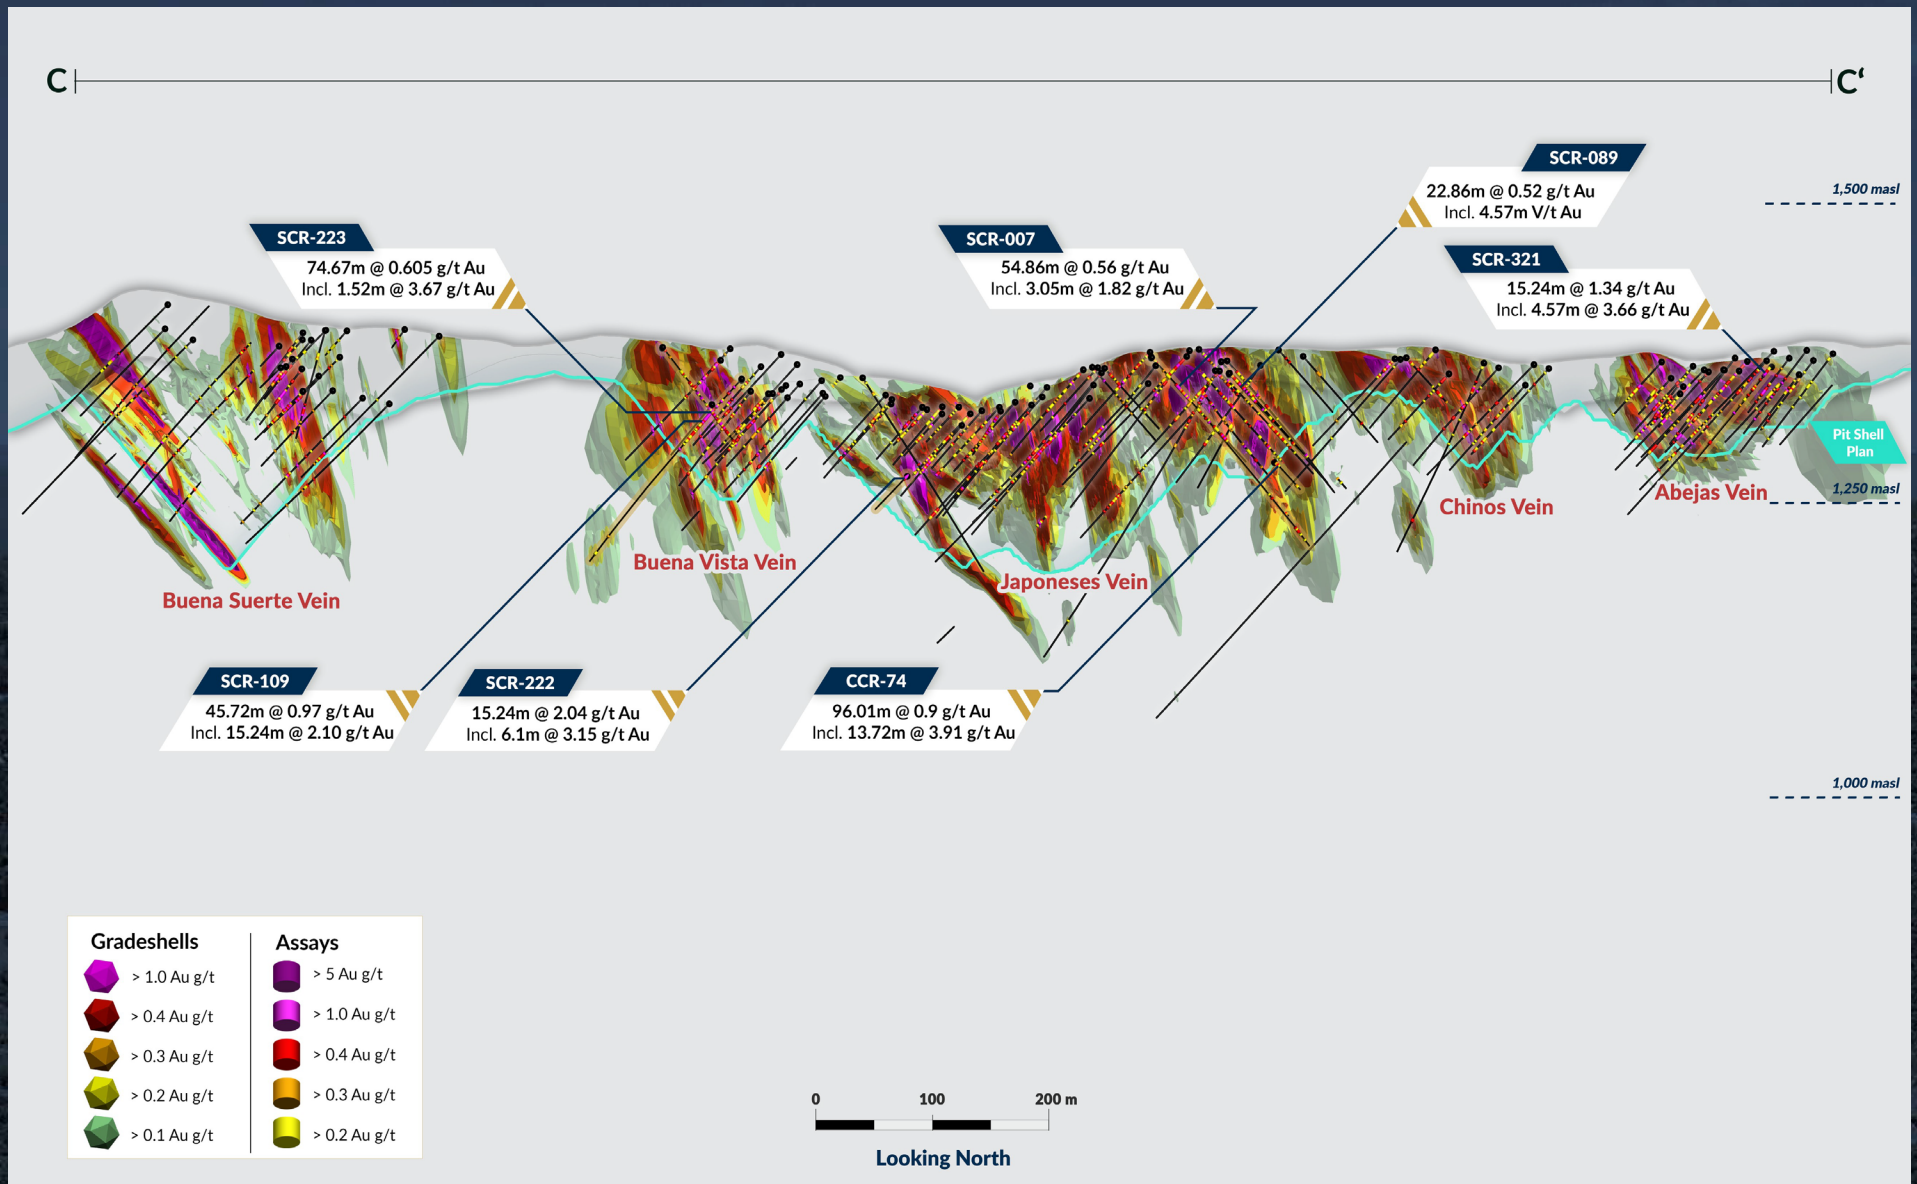 C
C‘
SCR-089
22.86m @ 0.52 g/t Au
Incl. 4.57m V/t Au
1,500 masl
SCR-223
74.67m @ 0.605 g/t Au
Incl. 1.52m @ 3.67 g/t Au
SCR-007
54.86m @ 0.56 g/t Au
Incl. 3.05m @ 1.82 g/t Au
SCR-321
15.24m @ 1.34 g/t Au
Incl. 4.57m @ 3.66 g/t Au
Pit Shell
Plan
1,250 masl
Abejas Vein
Chinos Vein
Buena Vista Vein
Japoneses Vein
Buena Suerte Vein
SCR-109
45.72m @ 0.97 g/t Au
Incl. 15.24m @ 2.10 g/t Au
SCR-222
15.24m @ 2.04 g/t Au
Incl. 6.1m @ 3.15 g/t Au
CCR-74
96.01m @ 0.9 g/t Au
Incl. 13.72m @ 3.91 g/t Au
1,000 masl
Gradeshells
> 1.0 Au g/t
> 0.4 Au g/t
> 0.3 Au g/t
> 0.2 Au g/t
> 0.1 Au g/t
Assays
> 5 Au g/t
> 1.0 Au g/t
> 0.4 Au g/t
> 0.3 Au g/t
> 0.2 Au g/t
0 100 200 m
Looking North